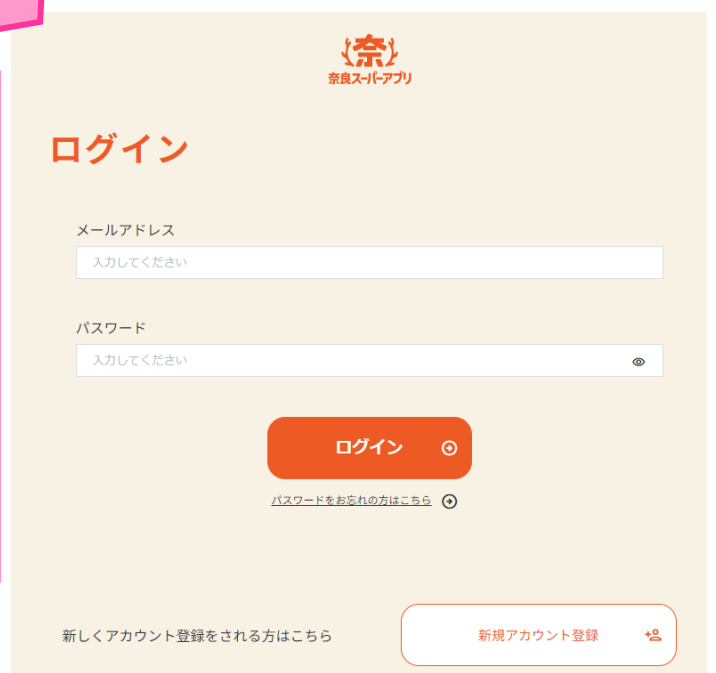 奈
奈良スーパーアプリ
ログイン
メールアドレス
入力してください
パスワード
入力してください
ログイン
パスワードをお忘れの方はこちら
新しくアカウント登録をされる方はこちら
新規アカウント登録